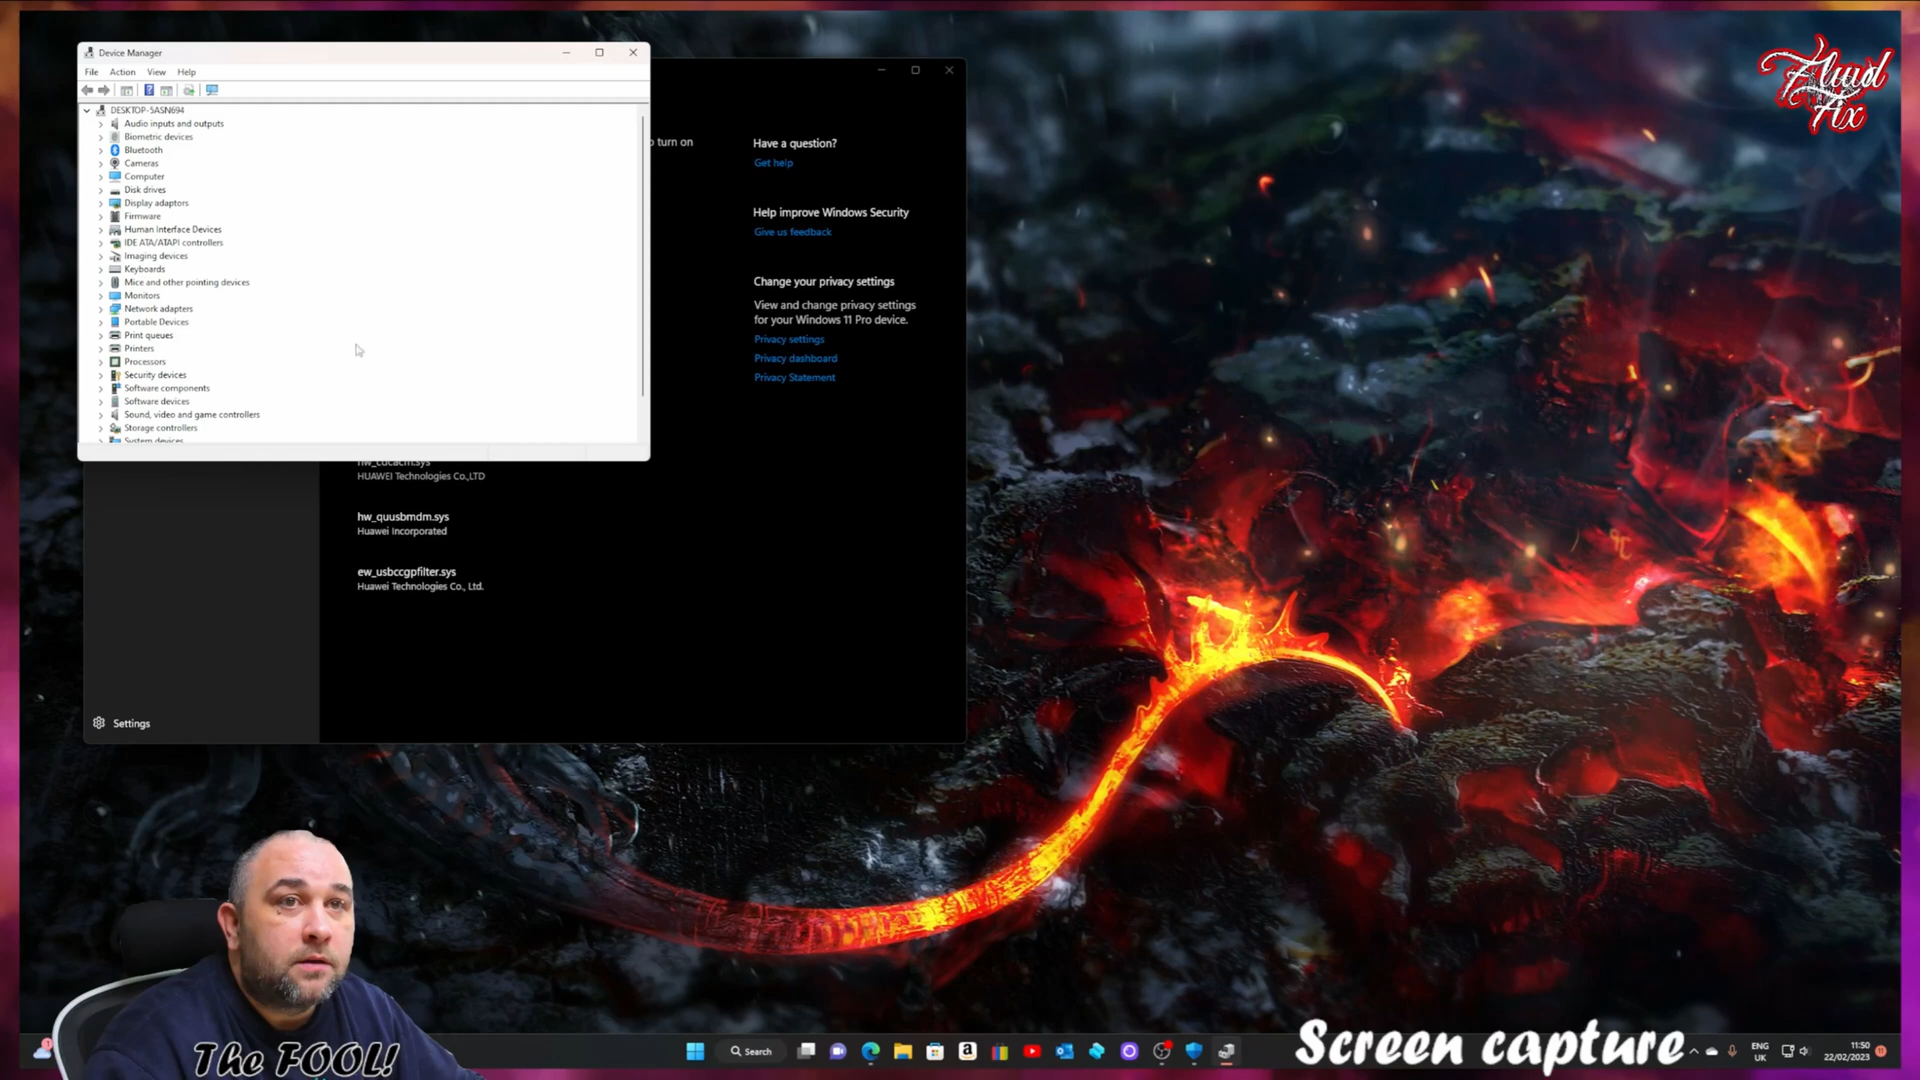 Device Manager
File Action View Help
DESKTOP-5ASN694
Audio inputs and outputs
Biometric devices
Bluetooth
Cameras
Computer
Disk drives
Display adaptors
Firmware
Human Interface Devices
IDE ATA/ATAPI controllers
Imaging devices
Keyboards
Mice and other pointing devices
Monitors
Network adapters
Portable Devices
Print queues
Printers
Processors
Security devices
Software components
Software devices
Sound, video and game controllers
Storage controllers
System devices
turn on
Have a question?
Get help
Help improve Windows Security
Give us feedback
Change your privacy settings
View and change privacy settings
for your Windows 11 Pro device.
Privacy settings
Privacy dashboard
Privacy Statement
hw_cdcacm.sys
HUAWEI Technologies Co.,LTD
hw_quusbmdm.sys
Huawei Incorporated
ew_usbccgpfilter.sys
Huawei Technologies Co., Ltd.
Settings
Fluid
Fix
The FOOL!
Search
Screen capture
ENG
UK
11:50
22/02/2023